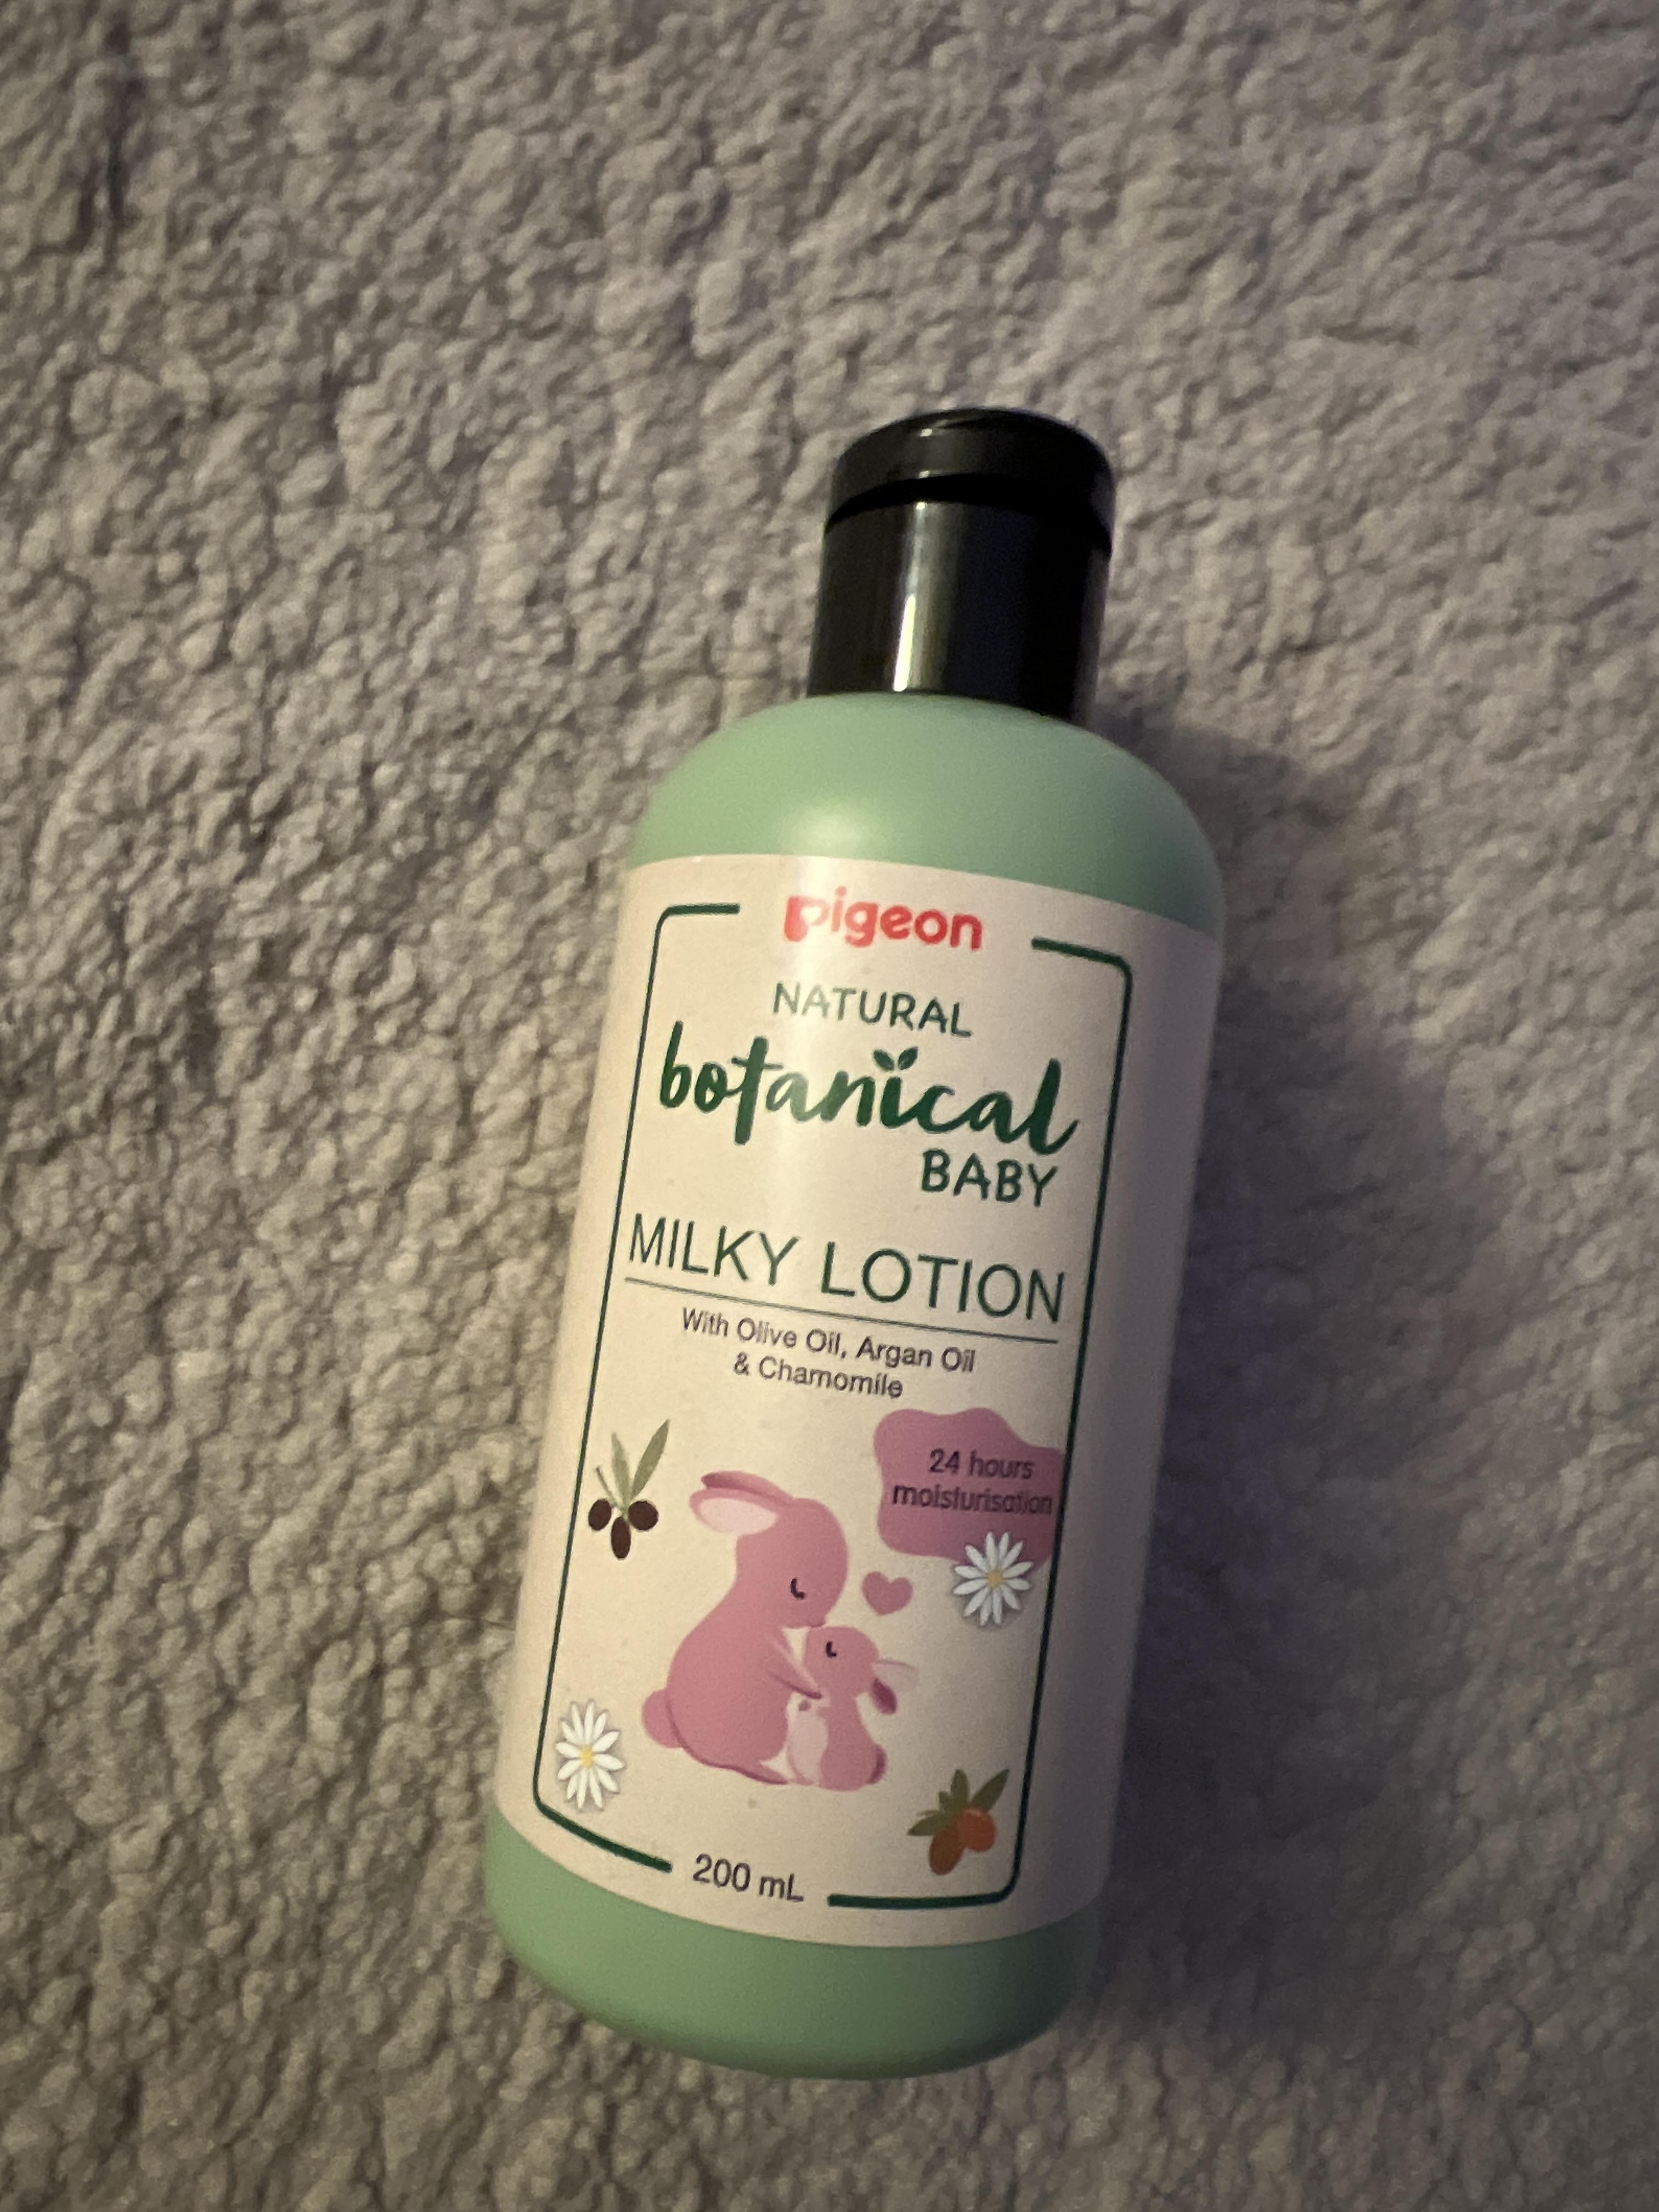 pigeon
NATURAL
botanical
BABY
MILKY LOTION
With Olive Oil, Argan Oil
& Chamomile
24 hours
moisturisation
200 mL